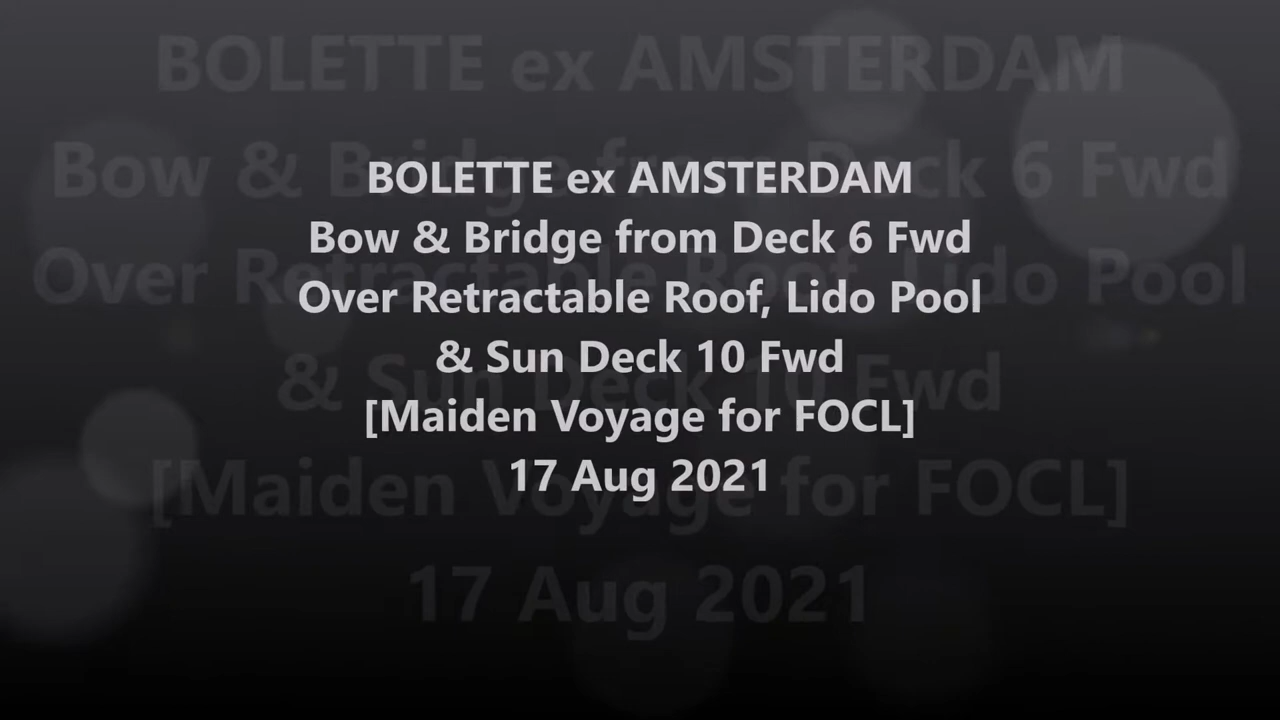 BOLETTE ex AMSTERDAM
Bow & Bridge from Deck 6 Fwd
Over Retractable Roof, Lido Pool
& Sun Deck 10 Fwd
[Maiden Voyage for FOCL]
17 Aug 2021